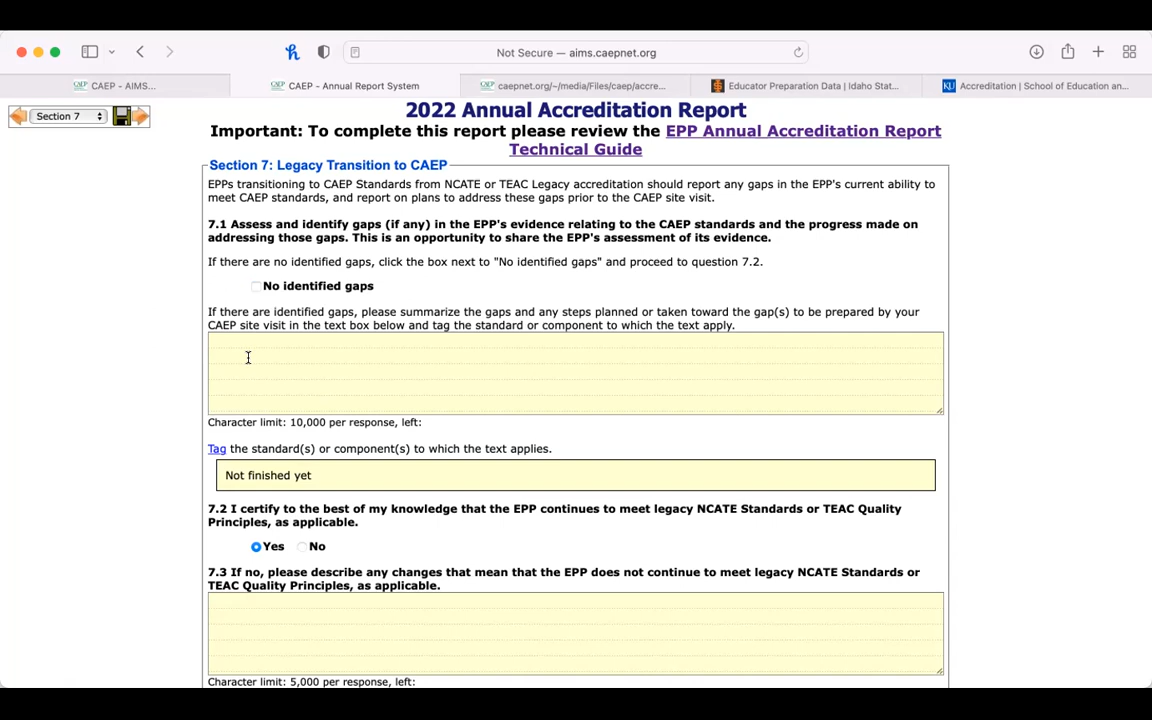 Not Secure — aims.caepnet.org
CAEP - AIMS...
CAEP - Annual Report System
caepnet.org/~/media/Files/caep/accre...
Educator Preparation Data | Idaho Stat...
KU Accreditation | School of Education an...
Section 7
2022 Annual Accreditation Report
Important: To complete this report please review the EPP Annual Accreditation Report
Technical Guide
Section 7: Legacy Transition to CAEP
EPPs transitioning to CAEP Standards from NCATE or TEAC Legacy accreditation should report any gaps in the EPP's current ability to
meet CAEP standards, and report on plans to address these gaps prior to the CAEP site visit.
7.1 Assess and identify gaps (if any) in the EPP's evidence relating to the CAEP standards and the progress made on
addressing those gaps. This is an opportunity to share the EPP's assessment of its evidence.
If there are no identified gaps, click the box next to "No identified gaps" and proceed to question 7.2.
No identified gaps
If there are identified gaps, please summarize the gaps and any steps planned or taken toward the gap(s) to be prepared by your
CAEP site visit in the text box below and tag the standard or component to which the text apply.
Character limit: 10,000 per response, left:
Tag the standard(s) or component(s) to which the text applies.
Not finished yet
7.2 I certify to the best of my knowledge that the EPP continues to meet legacy NCATE Standards or TEAC Quality
Principles, as applicable.
Yes No
7.3 If no, please describe any changes that mean that the EPP does not continue to meet legacy NCATE Standards or
TEAC Quality Principles, as applicable.
Character limit: 5,000 per response, left: